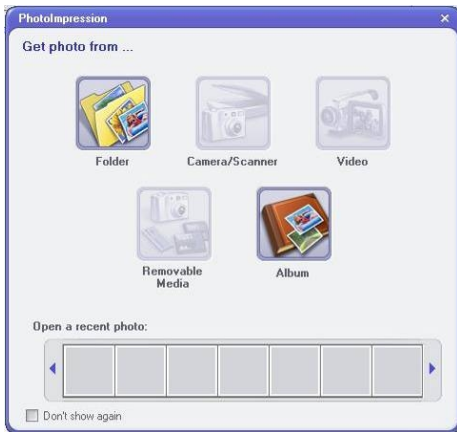 PhotoImpression
Get photo from ...
Folder
Camera/Scanner
Video
Removable
Media
Album
Open a recent photo:
Don't show again